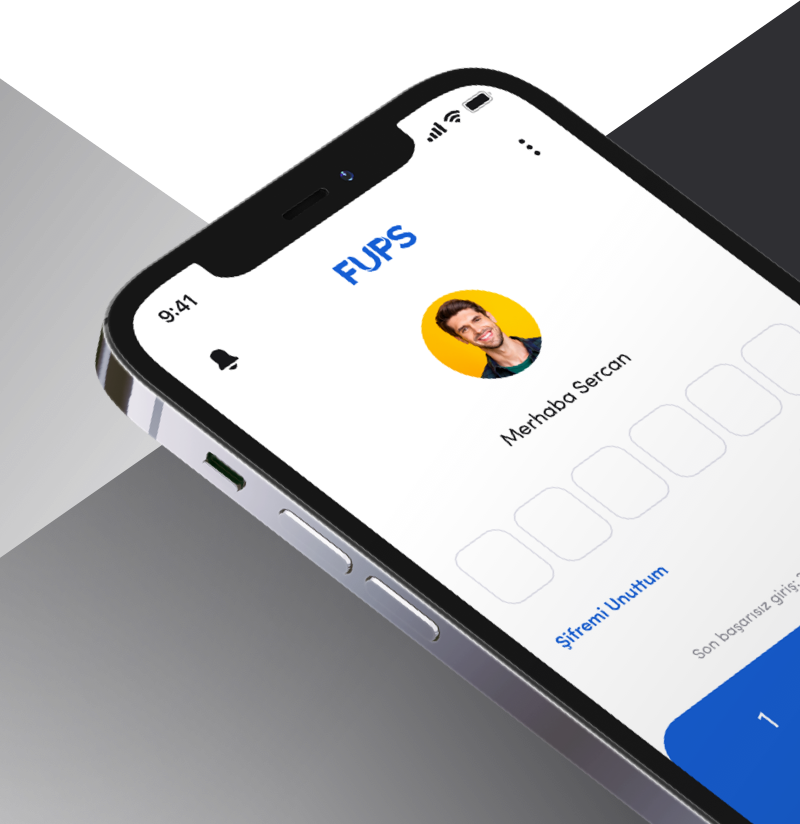 9:41
FUPS
Merhaba Sercan
Şifremi Unuttum
Son başarısız giriş:
1